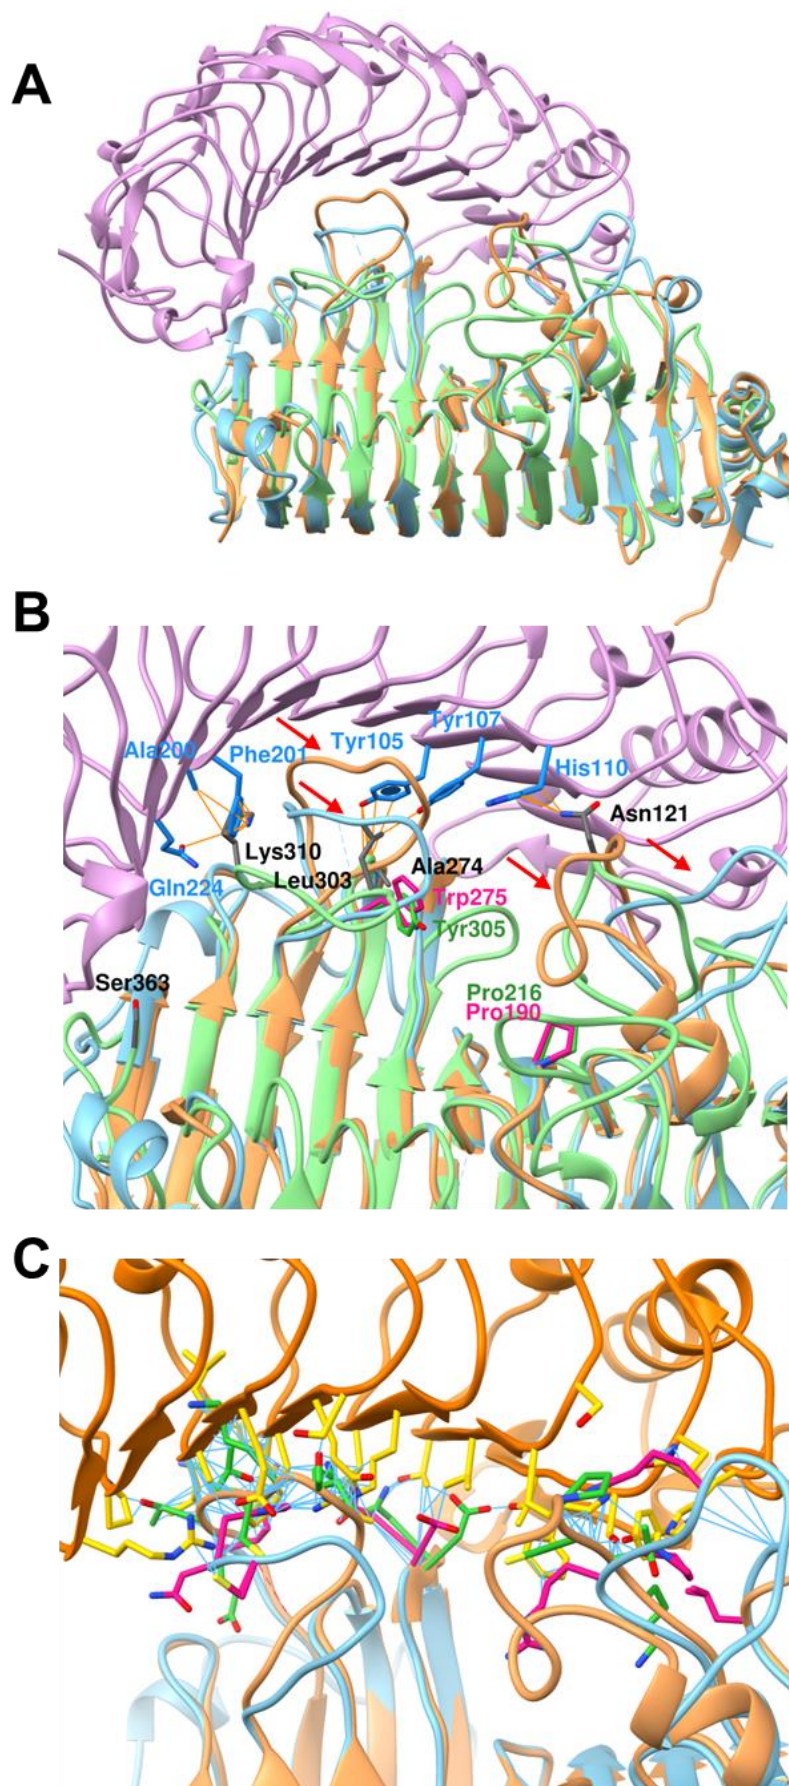 A
B
Ala200
Phe201
Tyr105
Tyr107
His110
Asn121
Lys310
Gln224
Leu303
Ala274
Trp275
Tyr305
Ser363
Pro216
Pro190
C